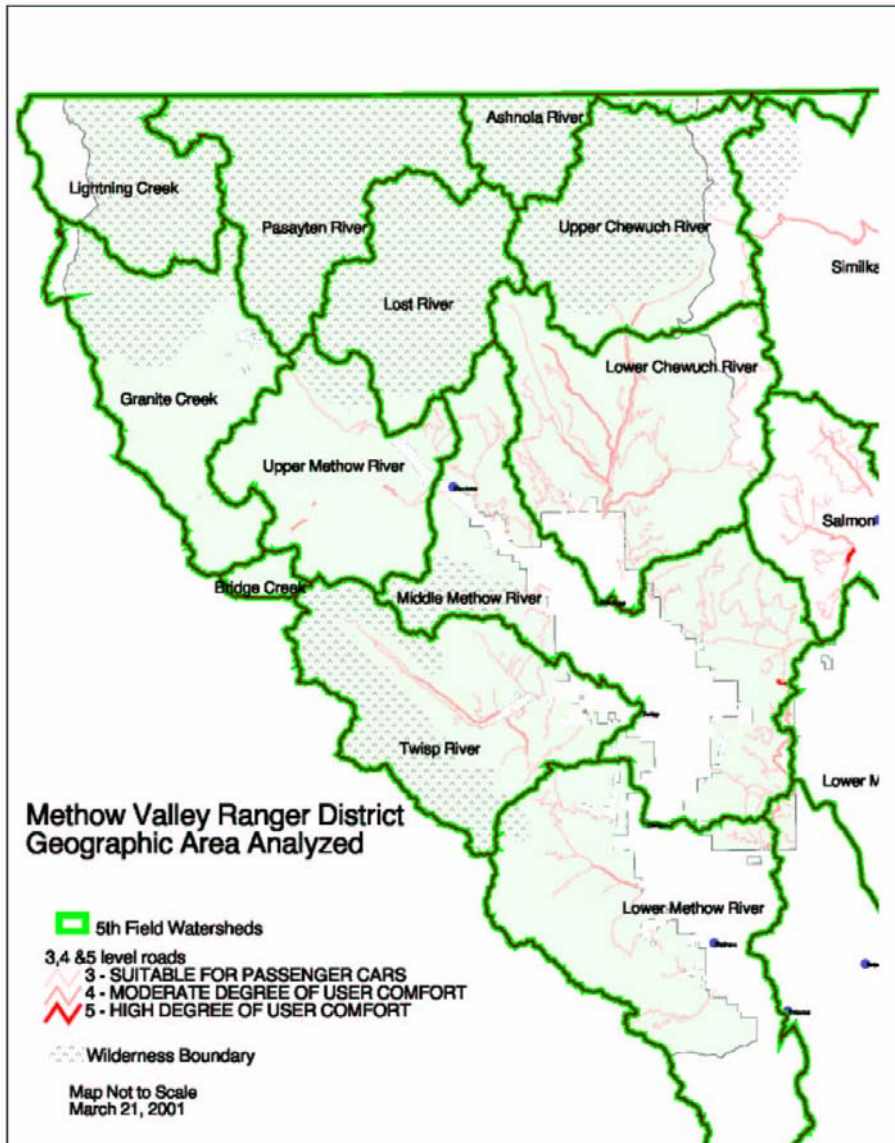 Ashnola River
Lightning Creek
Pasayten River
Upper Chewuch River
Similka
Lost River
Lower Chewuch River
Granite Creek
Upper Methow River
Salmon
Bridge Creek
Middle Methow River
Twisp River
Lower M
Methow Valley Ranger District
Geographic Area Analyzed
Lower Methow River
5th Field Watersheds
3,4 &5 level roads
3 - SUITABLE FOR PASSENGER CARS
4 - MODERATE DEGREE OF USER COMFORT
5 - HIGH DEGREE OF USER COMFORT
Wilderness Boundary
Map Not to Scale
March 21, 2001